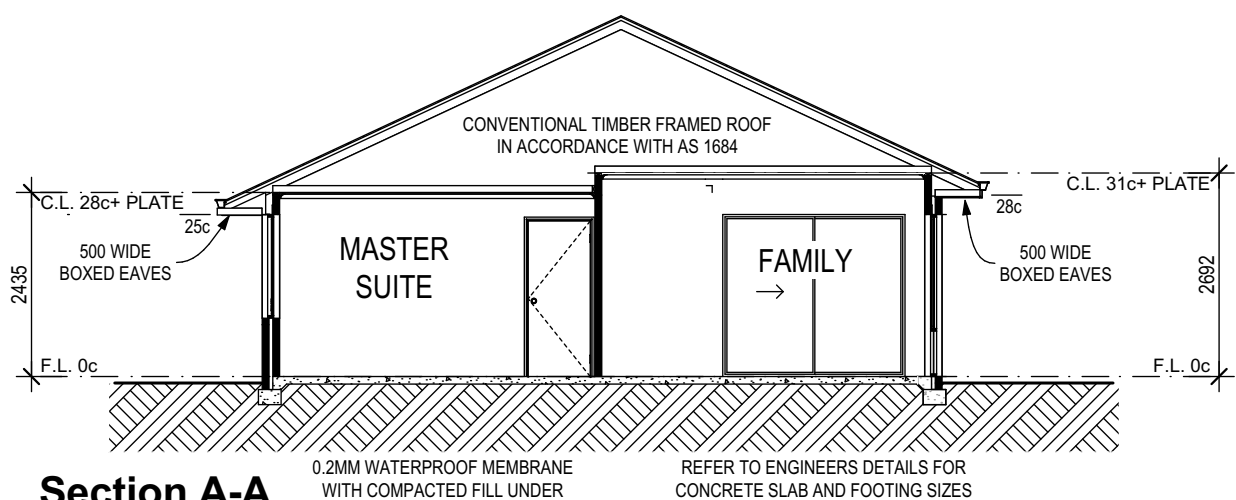 CONVENTIONAL TIMBER FRAMED ROOF
IN ACCORDANCE WITH AS 1684
C.L. 28c+ PLATE
25c
500 WIDE
BOXED EAVES
2435
F.L. 0c
MASTER
SUITE
FAMILY
C.L. 31c+ PLATE
28c
500 WIDE
BOXED EAVES
2692
F.L. 0c
Section A-A
0.2MM WATERPROOF MEMBRANE
WITH COMPACTED FILL UNDER
REFER TO ENGINEERS DETAILS FOR
CONCRETE SLAB AND FOOTING SIZES